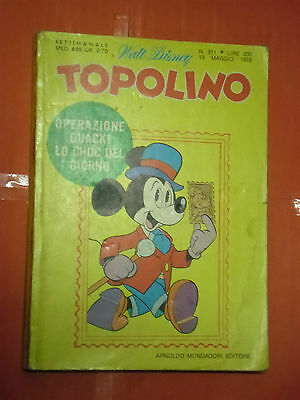 SETTIMANALE
SPED. ABB. GR. 2/70
Walt Disney
N. 911 • LIRE 200
13 MAGGIO 1973
TOPOLINO
OPERAZIONE
QUACK!
LO CHOC DEL
GIORNO
ARNOLDO MONDADORI EDITORE